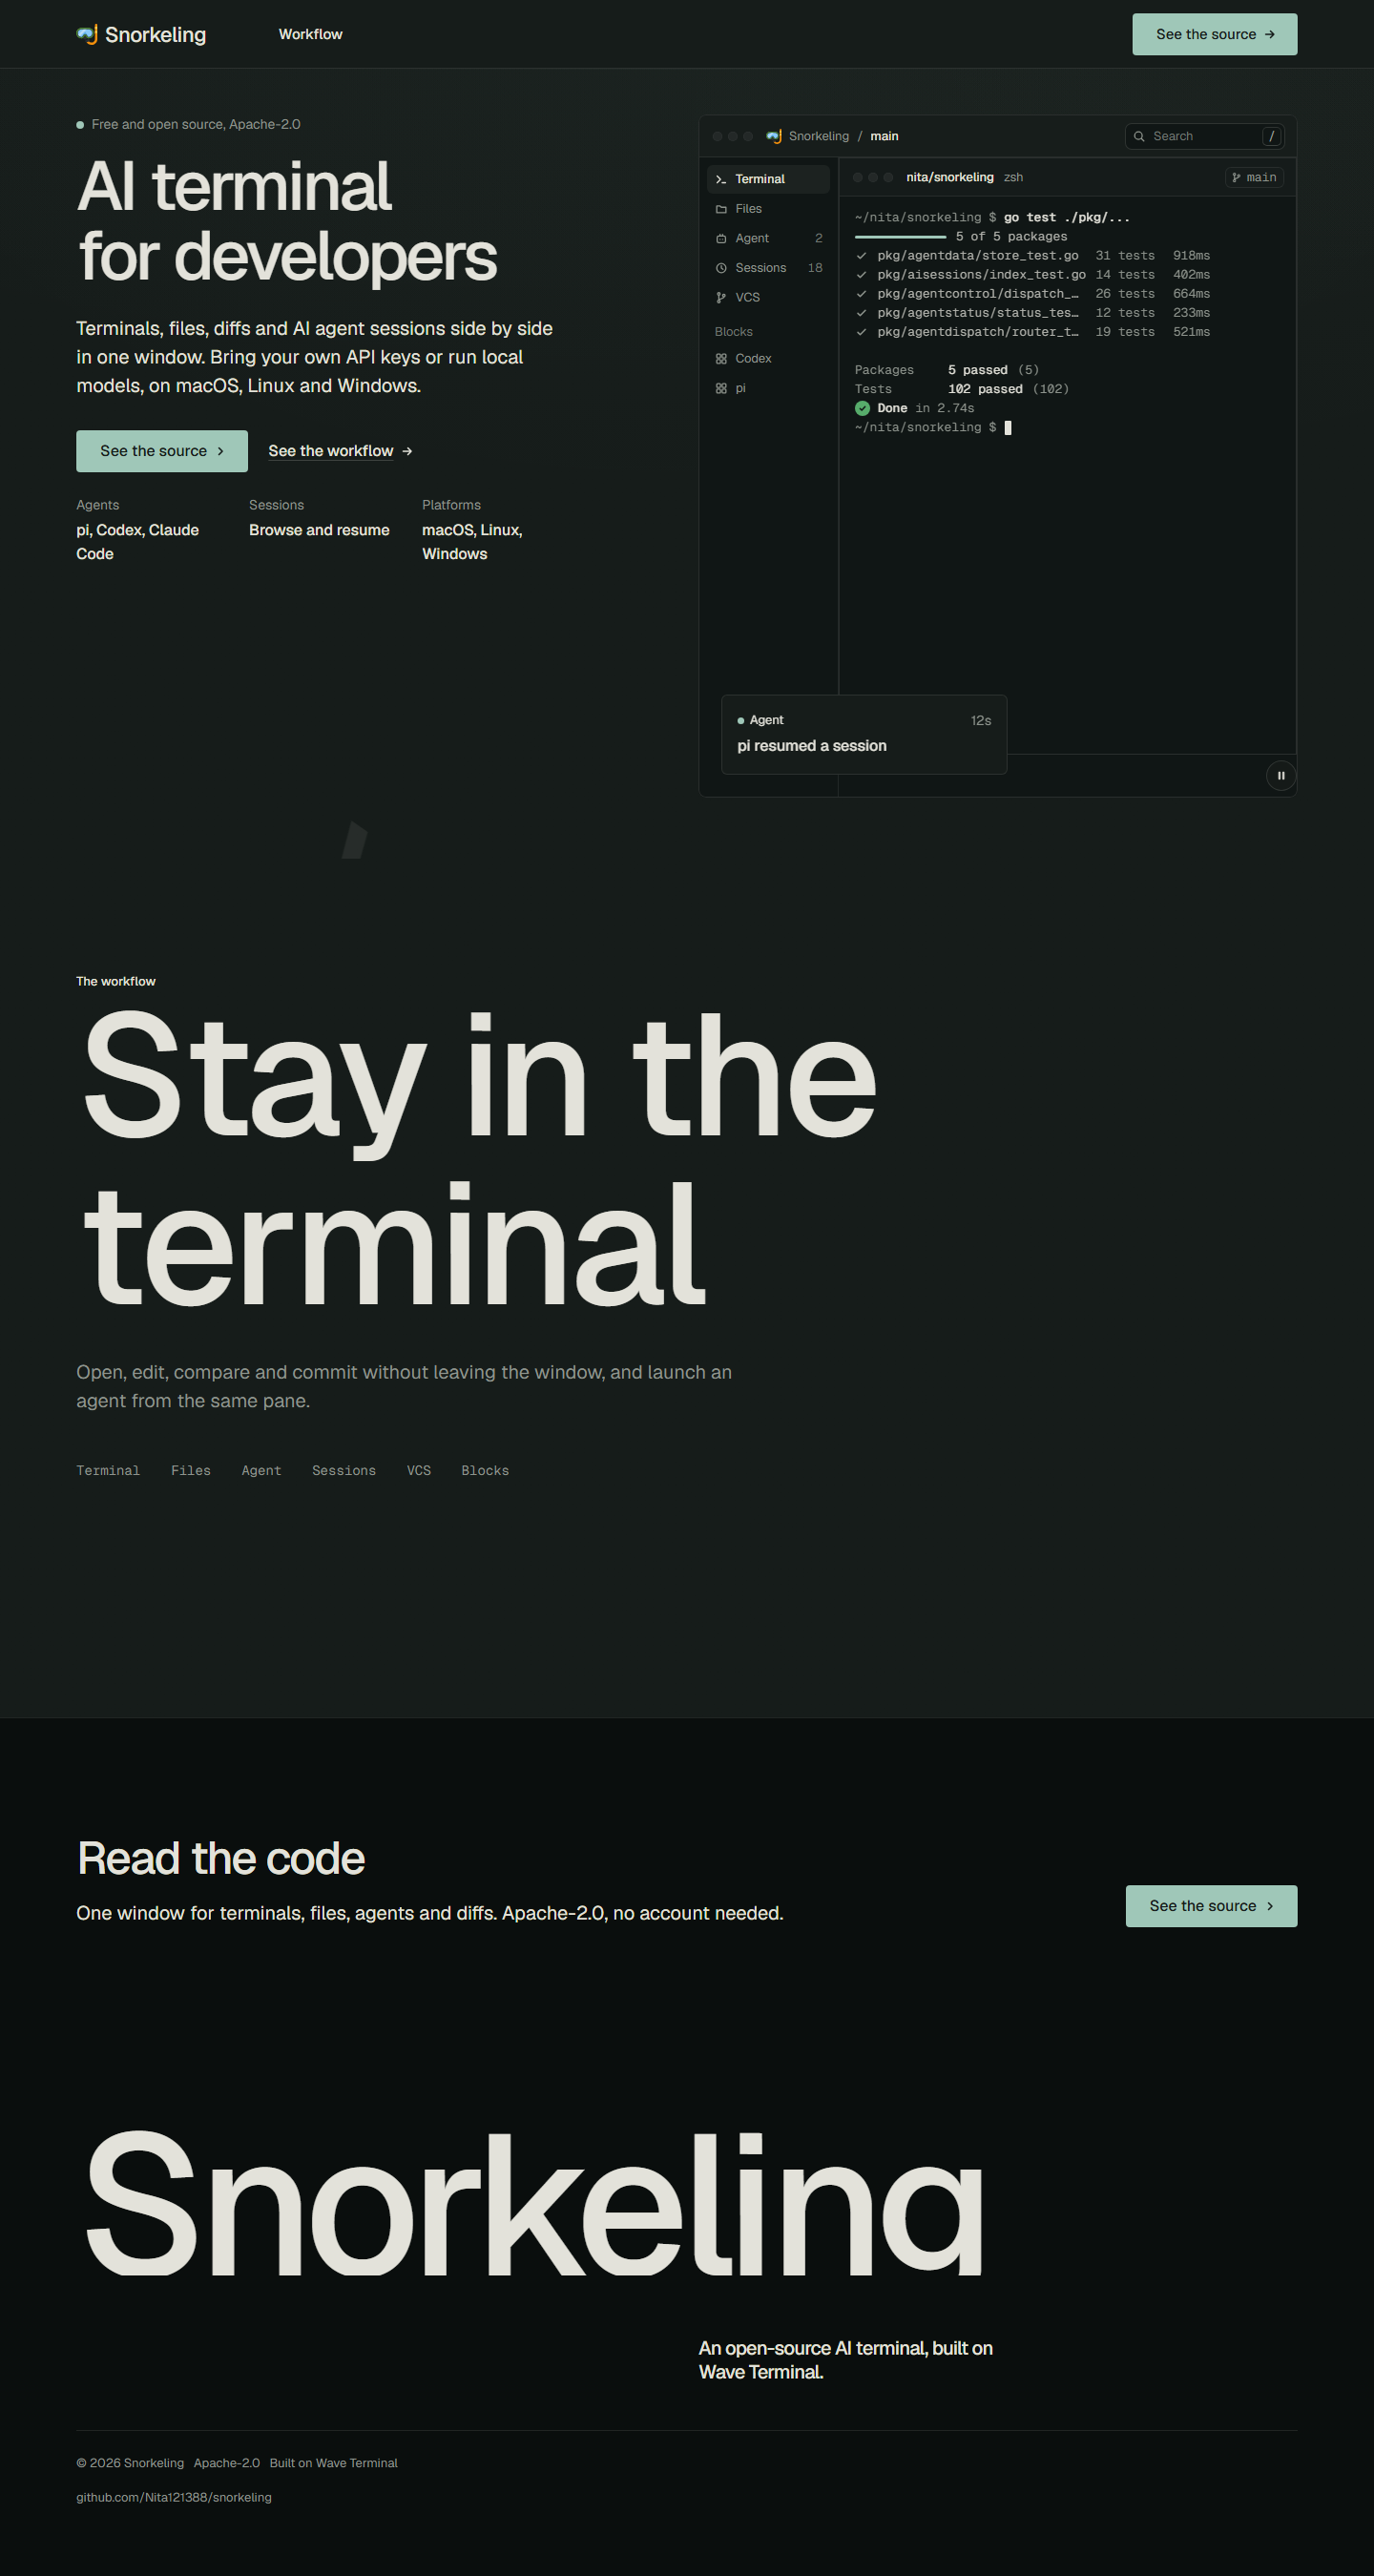 Snorkeling
Workflow
See the source →
Free and open source, Apache-2.0
AI terminal
for developers
Terminals, files, diffs and AI agent sessions side by side
in one window. Bring your own API keys or run local
models, on macOS, Linux and Windows.
See the source ›
See the workflow →
Agents
pi, Codex, Claude
Code
Sessions
Browse and resume
Platforms
macOS, Linux,
Windows
Snorkeling / main
Search /
Terminal
Files
Agent 2
Sessions 18
VCS
Blocks
Codex
pi
nita/snorkeling zsh
main
~/nita/snorkeling $ go test ./pkg/...
5 of 5 packages
✓ pkg/agentdata/store_test.go 31 tests 918ms
✓ pkg/aisessions/index_test.go 14 tests 402ms
✓ pkg/agentcontrol/dispatch_… 26 tests 664ms
✓ pkg/agentstatus/status_tes… 12 tests 233ms
✓ pkg/agentdispatch/router_t… 19 tests 521ms
Packages 5 passed (5)
Tests 102 passed (102)
Done in 2.74s
~/nita/snorkeling $
Agent 12s
pi resumed a session
The workflow
Stay in the
terminal
Open, edit, compare and commit without leaving the window, and launch an
agent from the same pane.
Terminal Files Agent Sessions VCS Blocks
Read the code
One window for terminals, files, agents and diffs. Apache-2.0, no account needed.
See the source ›
Snorkeling
An open-source AI terminal, built on
Wave Terminal.
© 2026 Snorkeling Apache-2.0 Built on Wave Terminal
github.com/Nita121388/snorkeling